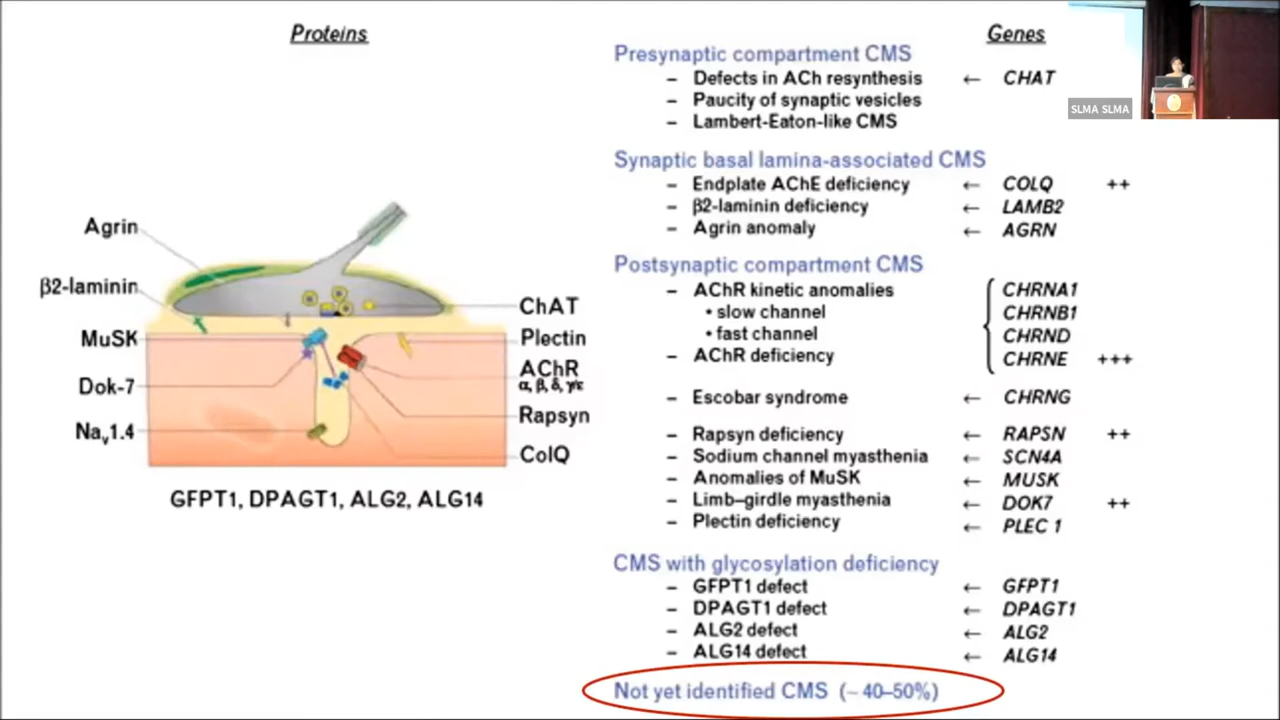 Proteins
Agrin
β2-laminin
MuSK
Dok-7
Nav1.4
ChAT
Plectin
AChR
α, β, δ, γ/ε
Rapsyn
ColQ
GFPT1, DPAGT1, ALG2, ALG14
Genes
Presynaptic compartment CMS
– Defects in ACh resynthesis ← CHAT
– Paucity of synaptic vesicles
– Lambert-Eaton-like CMS
Synaptic basal lamina-associated CMS
– Endplate AChE deficiency ← COLQ ++
– β2-laminin deficiency ← LAMB2
– Agrin anomaly ← AGRN
Postsynaptic compartment CMS
– AChR kinetic anomalies CHRNA1
• slow channel CHRNB1
• fast channel CHRND
– AChR deficiency CHRNE +++
– Escobar syndrome ← CHRNG
– Rapsyn deficiency ← RAPSN ++
– Sodium channel myasthenia ← SCN4A
– Anomalies of MuSK ← MUSK
– Limb–girdle myasthenia ← DOK7 ++
– Plectin deficiency ← PLEC 1
CMS with glycosylation deficiency
– GFPT1 defect ← GFPT1
– DPAGT1 defect ← DPAGT1
– ALG2 defect ← ALG2
– ALG14 defect ← ALG14
Not yet identified CMS (~ 40–50%)
SLMA SLMA